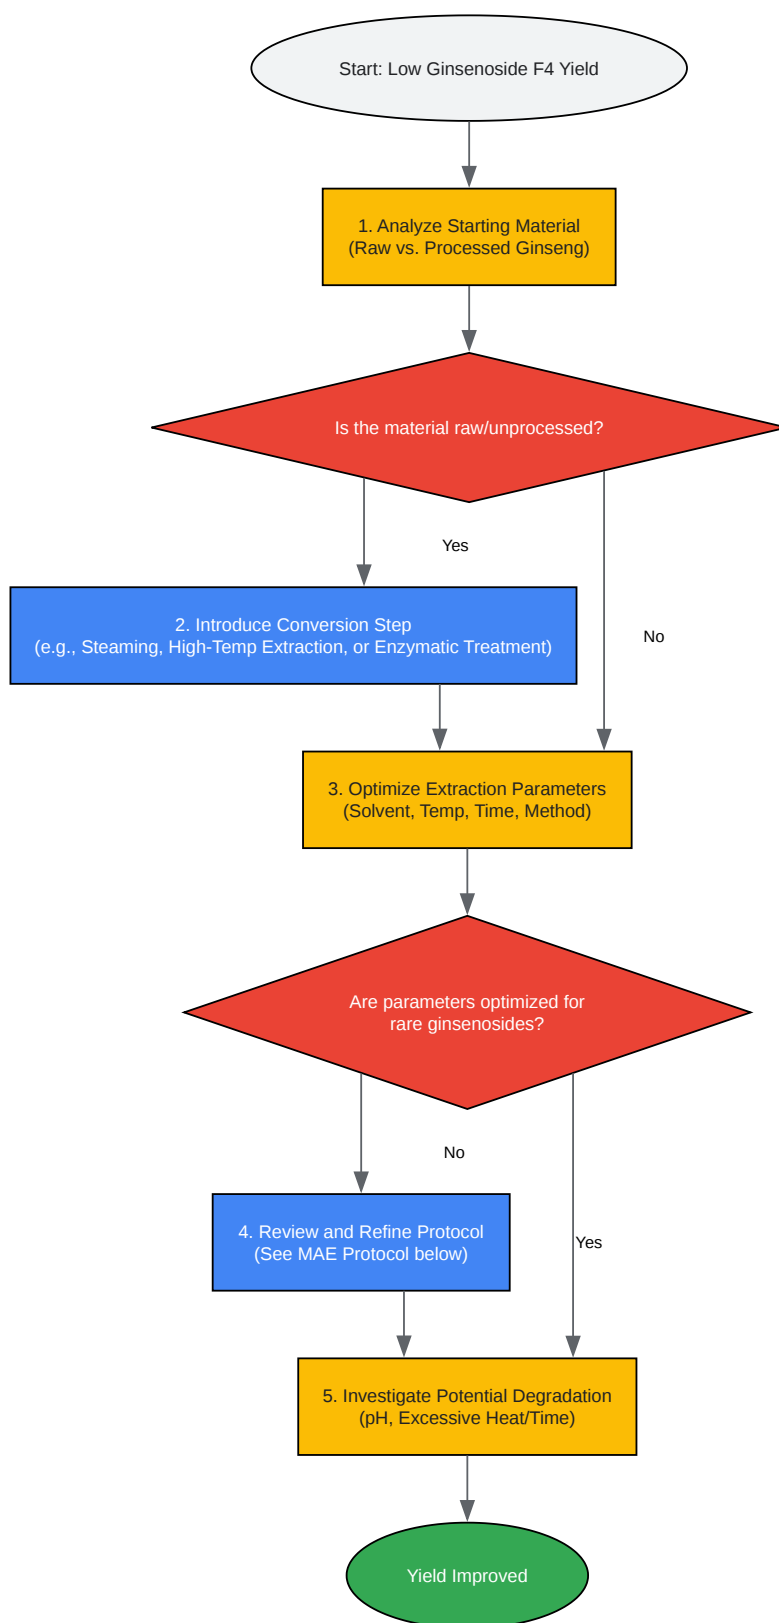 Start: Low Ginsenoside F4 Yield
1. Analyze Starting Material
(Raw vs. Processed Ginseng)
Is the material raw/unprocessed?
Yes
2. Introduce Conversion Step
(e.g., Steaming, High-Temp Extraction, or Enzymatic Treatment)
No
3. Optimize Extraction Parameters
(Solvent, Temp, Time, Method)
Are parameters optimized for
rare ginsenosides?
No
4. Review and Refine Protocol
(See MAE Protocol below)
Yes
5. Investigate Potential Degradation
(pH, Excessive Heat/Time)
Yield Improved